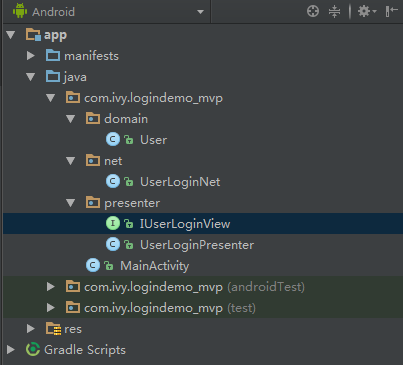 Android
app
manifests
java
com.ivy.logindemo_mvp
domain
User
net
UserLoginNet
presenter
IUserLoginView
UserLoginPresenter
MainActivity
com.ivy.logindemo_mvp (androidTest)
com.ivy.logindemo_mvp (test)
res
Gradle Scripts